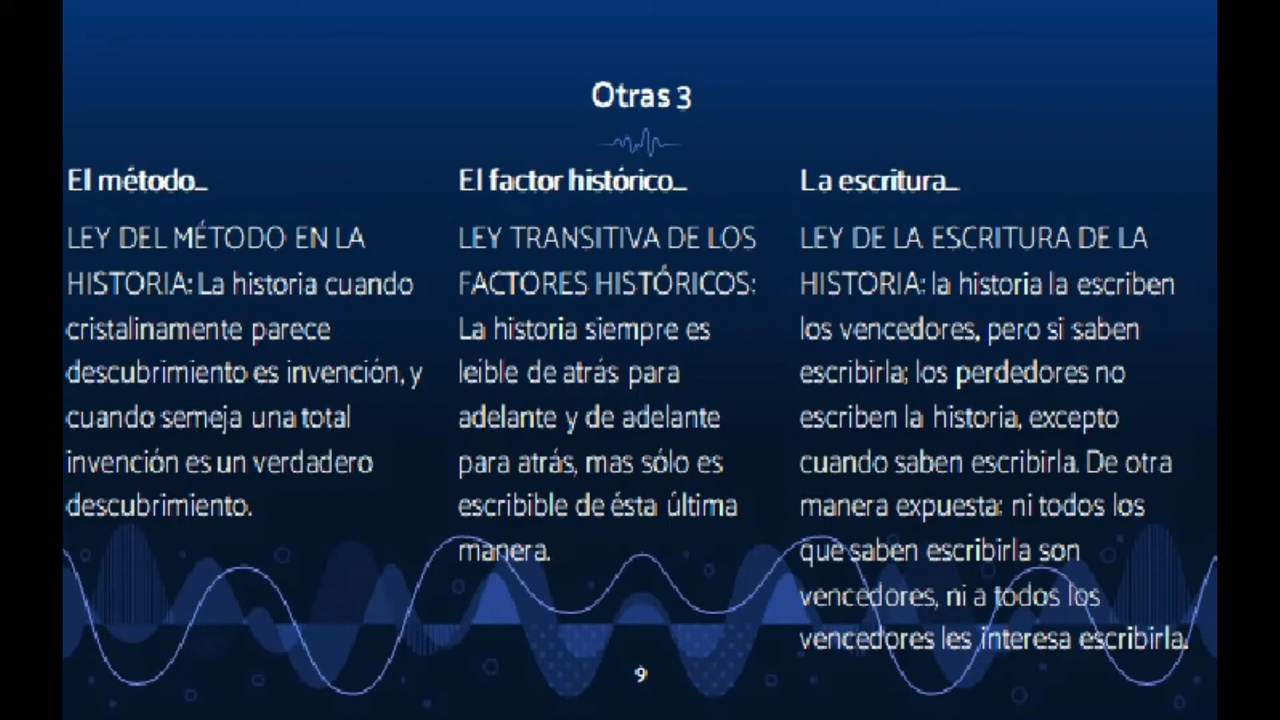 Otras 3
El método...
LEY DEL MÉTODO EN LA
HISTORIA: La historia cuando
cristalinamente parece
descubrimiento es invención, y
cuando semeja una total
invención es un verdadero
descubrimiento.
El factor histórico...
LEY TRANSITIVA DE LOS
FACTORES HISTÓRICOS:
La historia siempre es
leíble de atrás para
adelante y de adelante
para atrás, mas sólo es
escribible de ésta última
manera.
La escritura...
LEY DE LA ESCRITURA DE LA
HISTORIA: la historia la escriben
los vencedores, pero si saben
escribirla; los perdedores no
escriben la historia, excepto
cuando saben escribirla. De otra
manera expuesta: ni todos los
que saben escribirla son
vencedores, ni a todos los
vencedores les interesa escribirla.
9